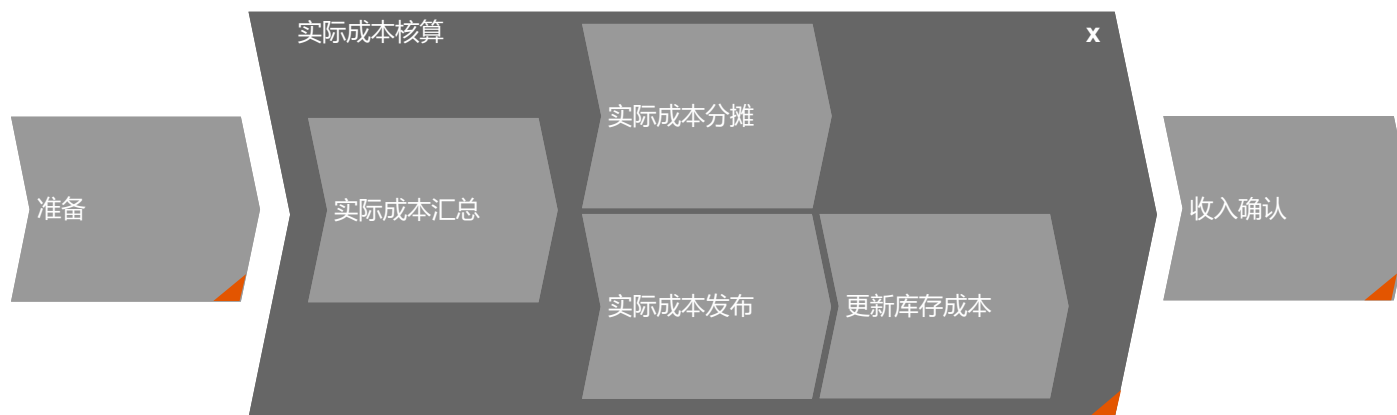 实际成本核算
x
实际成本分摊
准备
实际成本汇总
收入确认
实际成本发布
更新库存成本